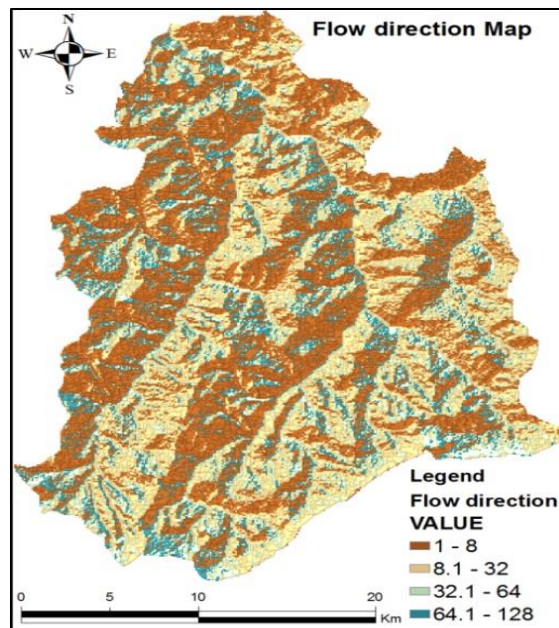 Flow direction Map
N
W E
S
Legend
Flow direction
VALUE
1 - 8
8.1 - 32
32.1 - 64
64.1 - 128
0 5 10 20
Km